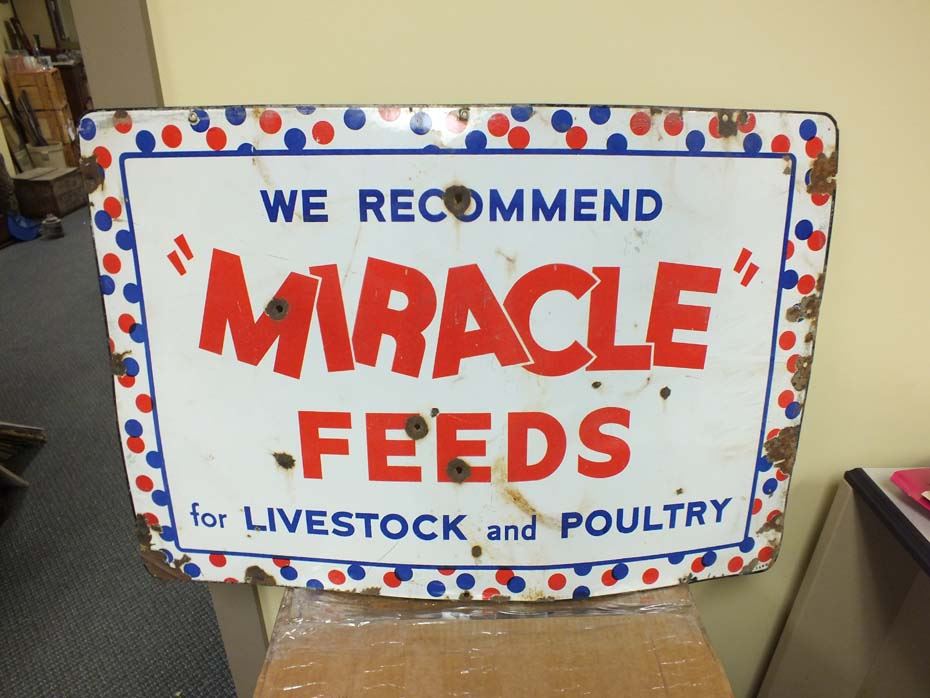 WE RECOMMEND
"MIRACLE"
FEEDS
for LIVESTOCK and POULTRY